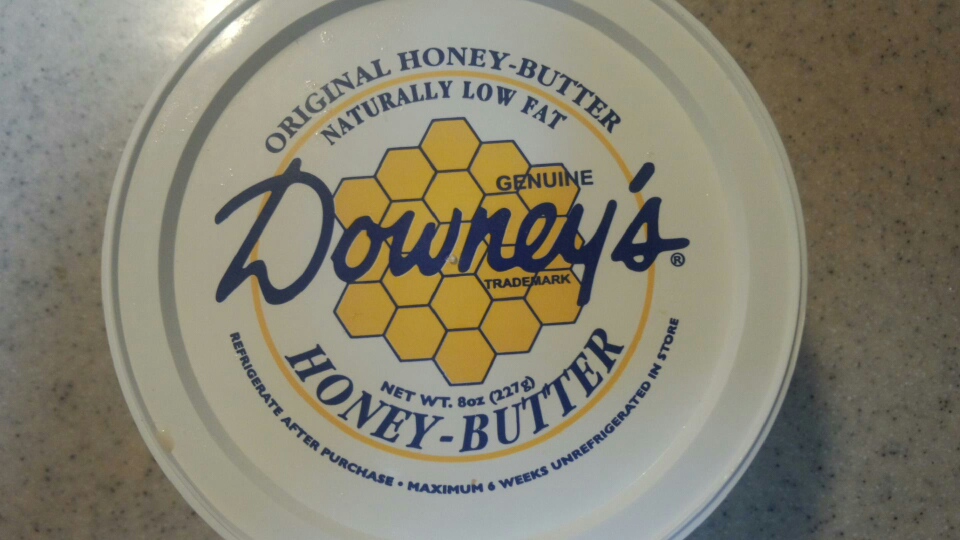 ORIGINAL HONEY-BUTTER
NATURALLY LOW FAT
GENUINE
Downey's®
TRADEMARK
NET WT. 8oz (227g)
HONEY-BUTTER
REFRIGERATE AFTER PURCHASE • MAXIMUM 6 WEEKS UNREFRIGERATED IN STORE